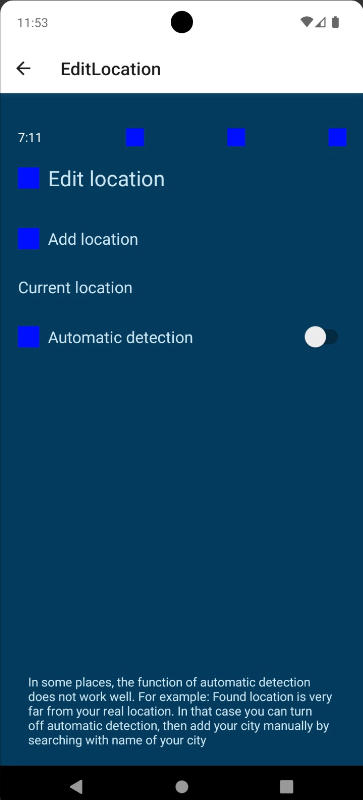 11:53
EditLocation
7:11
Edit location
Add location
Current location
Automatic detection
In some places, the function of automatic detection
does not work well. For example: Found location is very
far from your real location. In that case you can turn
off automatic detection, then add your city manually by
searching with name of your city